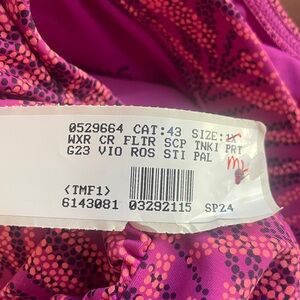 0529664 CAT:43 SIZE:1X
WXR CR FLTR SCP TNKI PRT
G23 VIO ROS STI PAL
<TMF1>
6143081 03292115 SP24